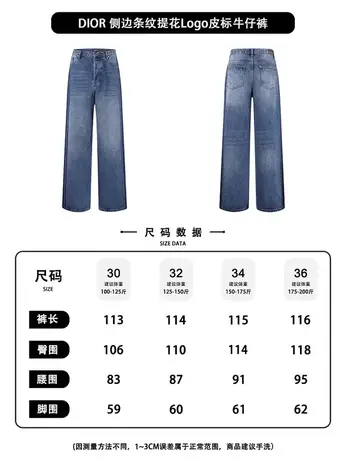 DIOR 侧边条纹提花Logo皮标牛仔裤
尺码数据
SIZE DATA
尺码 30 32 34 36
SIZE 建议体重 建议体重 建议体重 建议体重
100-125斤 125-150斤 150-175斤 175-200斤
裤长 113 114 115 116
臀围 106 110 114 118
腰围 83 87 91 95
脚围 59 60 61 62
(因测量方法不同，1~3CM误差属于正常范围，商品建议手洗)